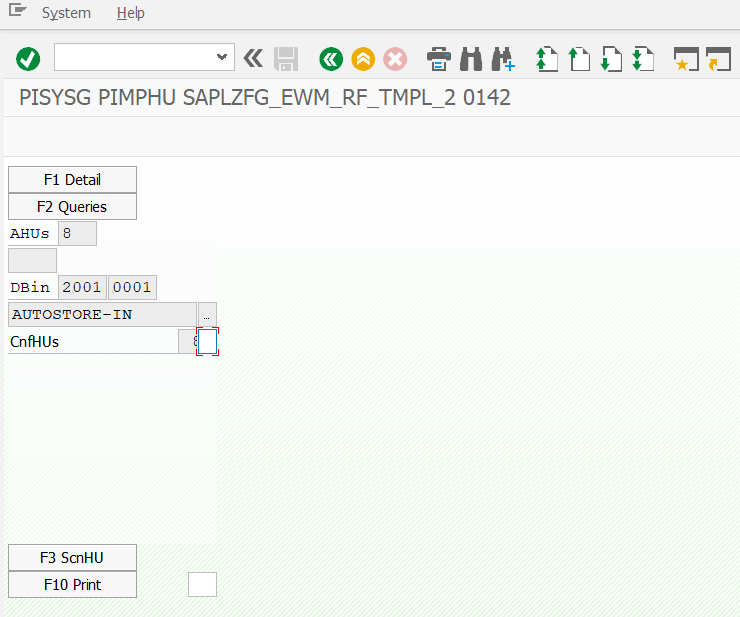 System Help
PISYSG PIMPHU SAPLZFG_EWM_RF_TMPL_2 0142
F1 Detail
F2 Queries
AHUs 8
DBin 2001 0001
AUTOSTORE-IN …
CnfHUs
F3 ScnHU
F10 Print